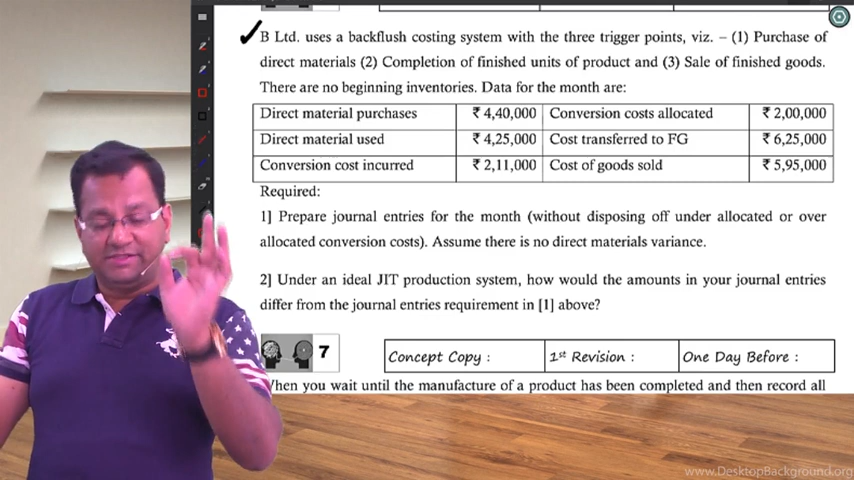 B Ltd. uses a backflush costing system with the three trigger points, viz. – (1) Purchase of
direct materials (2) Completion of finished units of product and (3) Sale of finished goods.
There are no beginning inventories. Data for the month are:
Direct material purchases ₹ 4,40,000 Conversion costs allocated ₹ 2,00,000
Direct material used ₹ 4,25,000 Cost transferred to FG ₹ 6,25,000
Conversion cost incurred ₹ 2,11,000 Cost of goods sold ₹ 5,95,000
Required:
1] Prepare journal entries for the month (without disposing off under allocated or over
allocated conversion costs). Assume there is no direct materials variance.
2] Under an ideal JIT production system, how would the amounts in your journal entries
differ from the journal entries requirement in [1] above?
7 Concept Copy : 1st Revision : One Day Before :
When you wait until the manufacture of a product has been completed and then record all
www.DesktopBackground.org